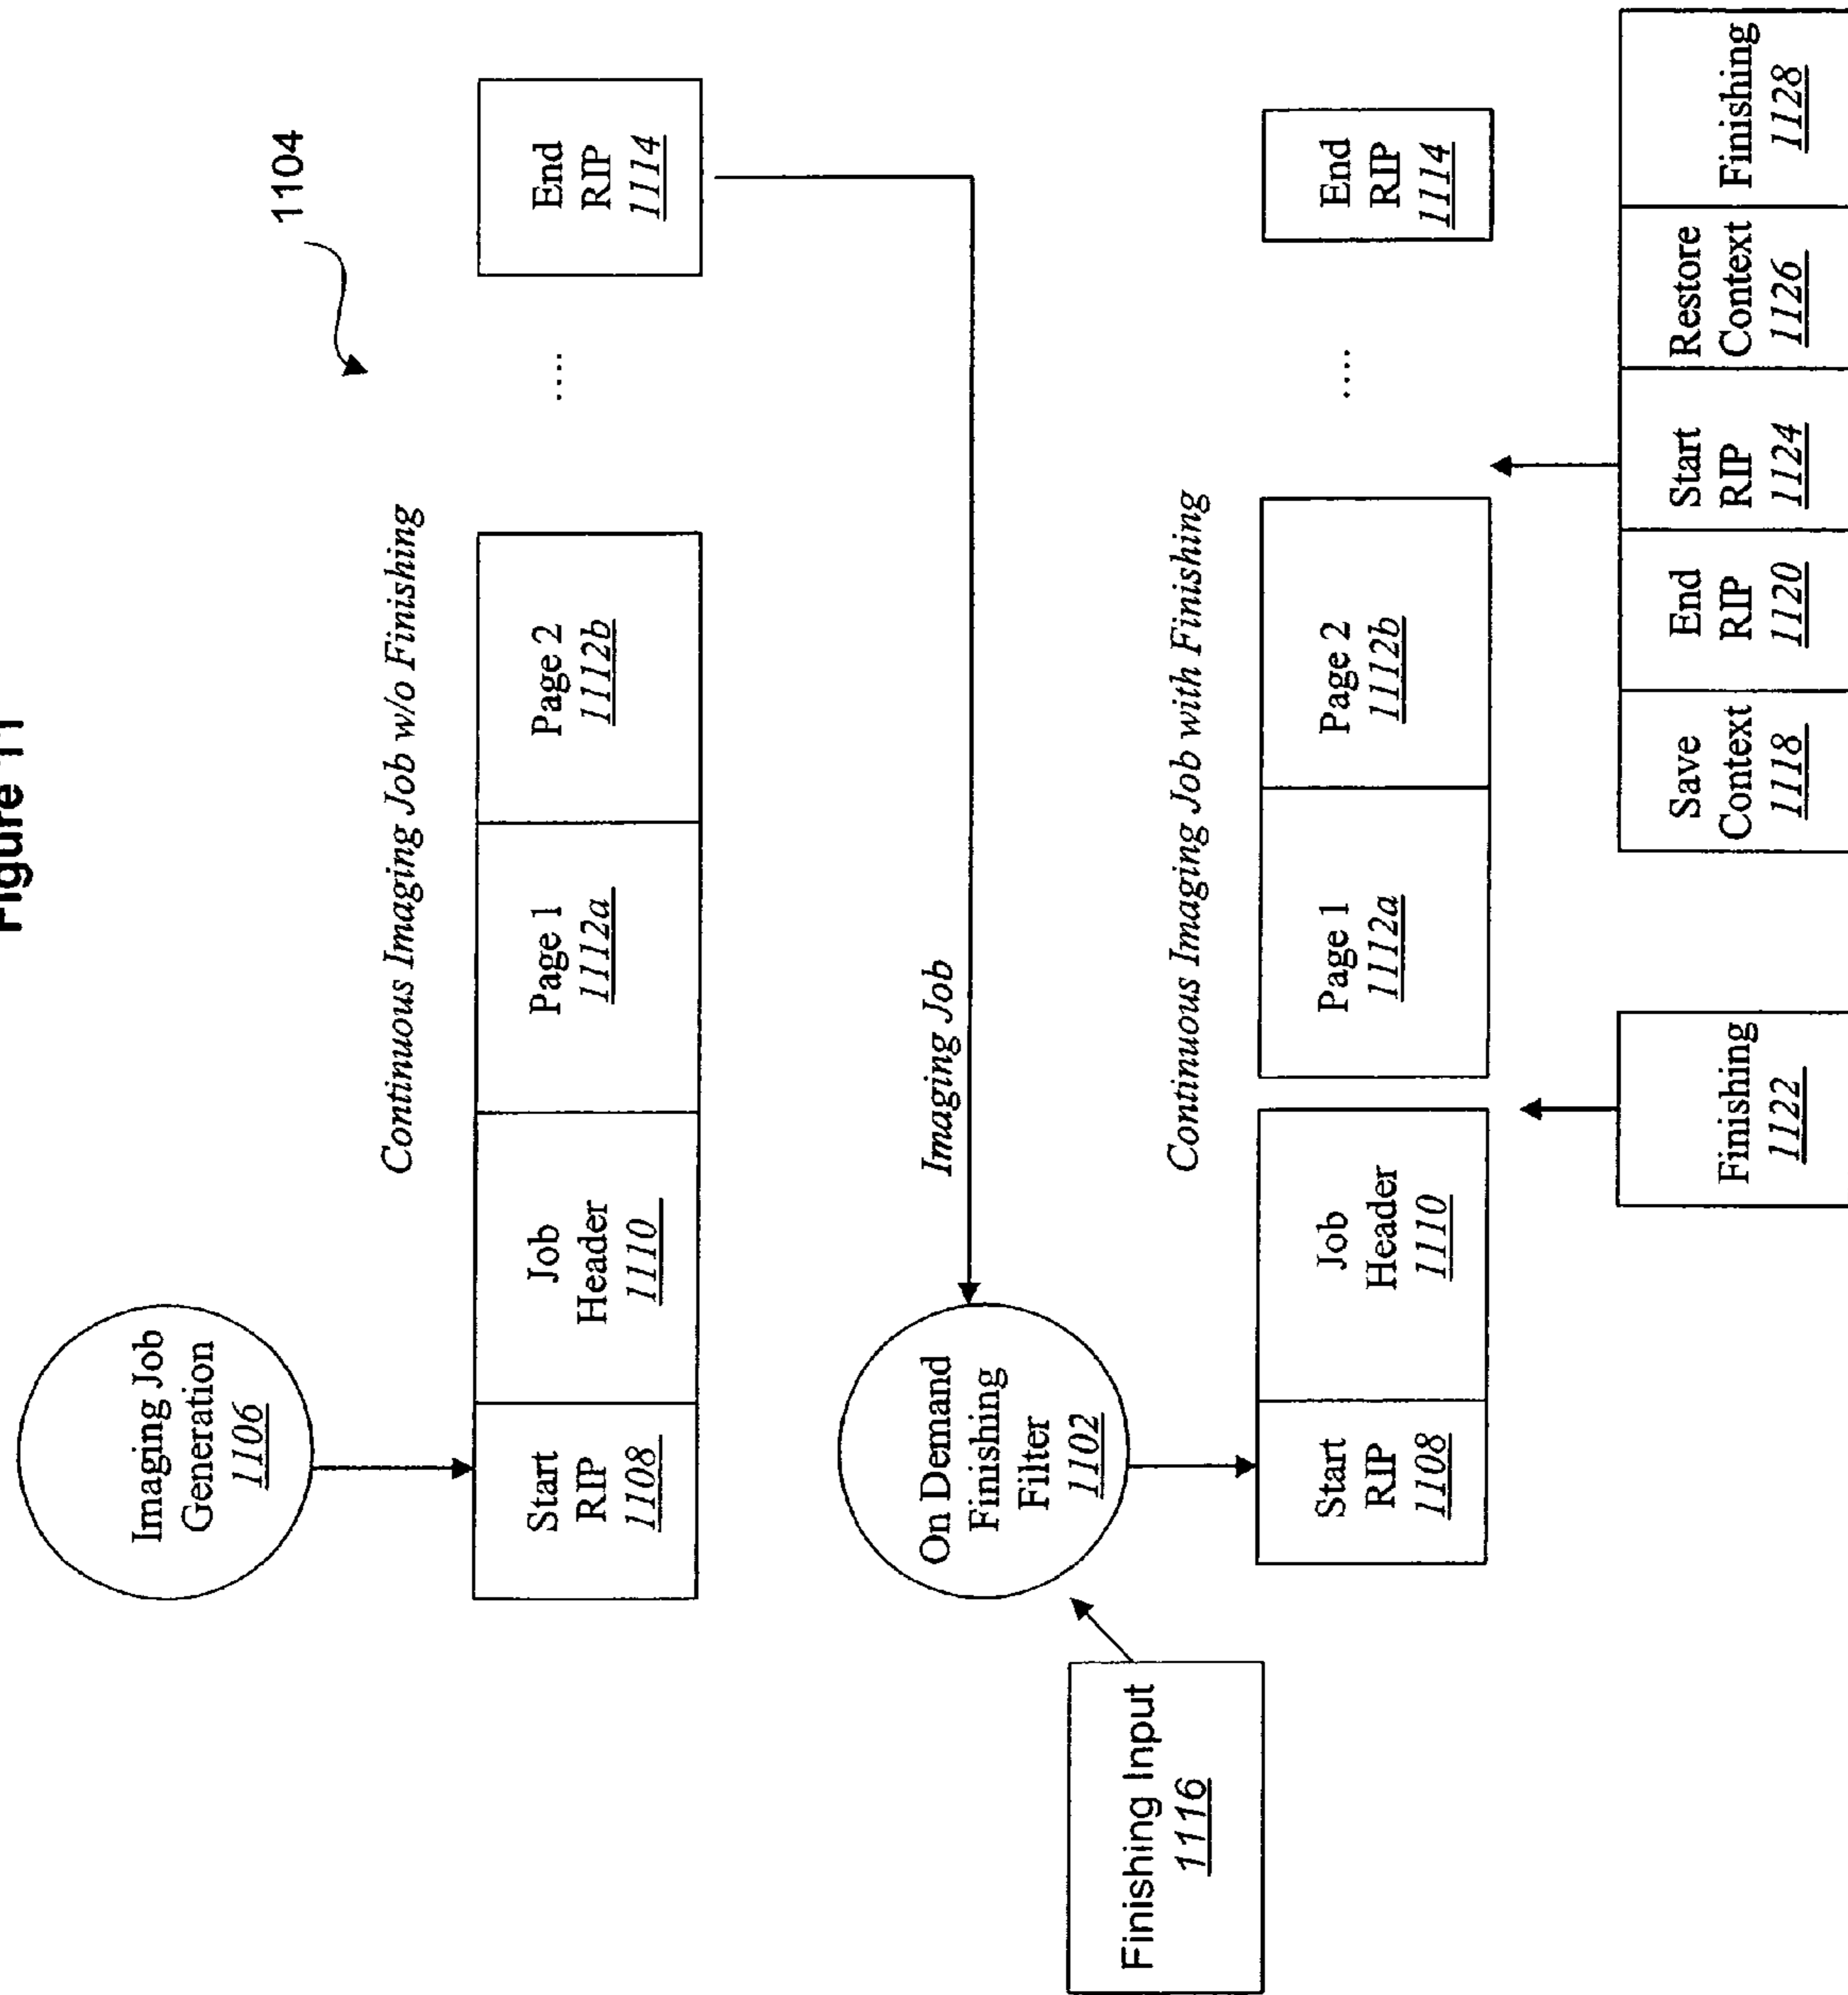 Figure 11
1104
Imaging Job
Generation
1106
Continuous Imaging Job w/o Finishing
Start
RIP
1108
Job
Header
1110
Page 1
1112a
Page 2
1112b
....
End
RIP
1114
Imaging Job
On Demand
Finishing
Filter
1102
Finishing Input
1116
Continuous Imaging Job with Finishing
Start
RIP
1108
Job
Header
1110
Page 1
1112a
Page 2
1112b
....
End
RIP
1114
Finishing
1122
Save
Context
1118
End
RIP
1120
Start
RIP
1124
Restore
Context
1126
Finishing
1128